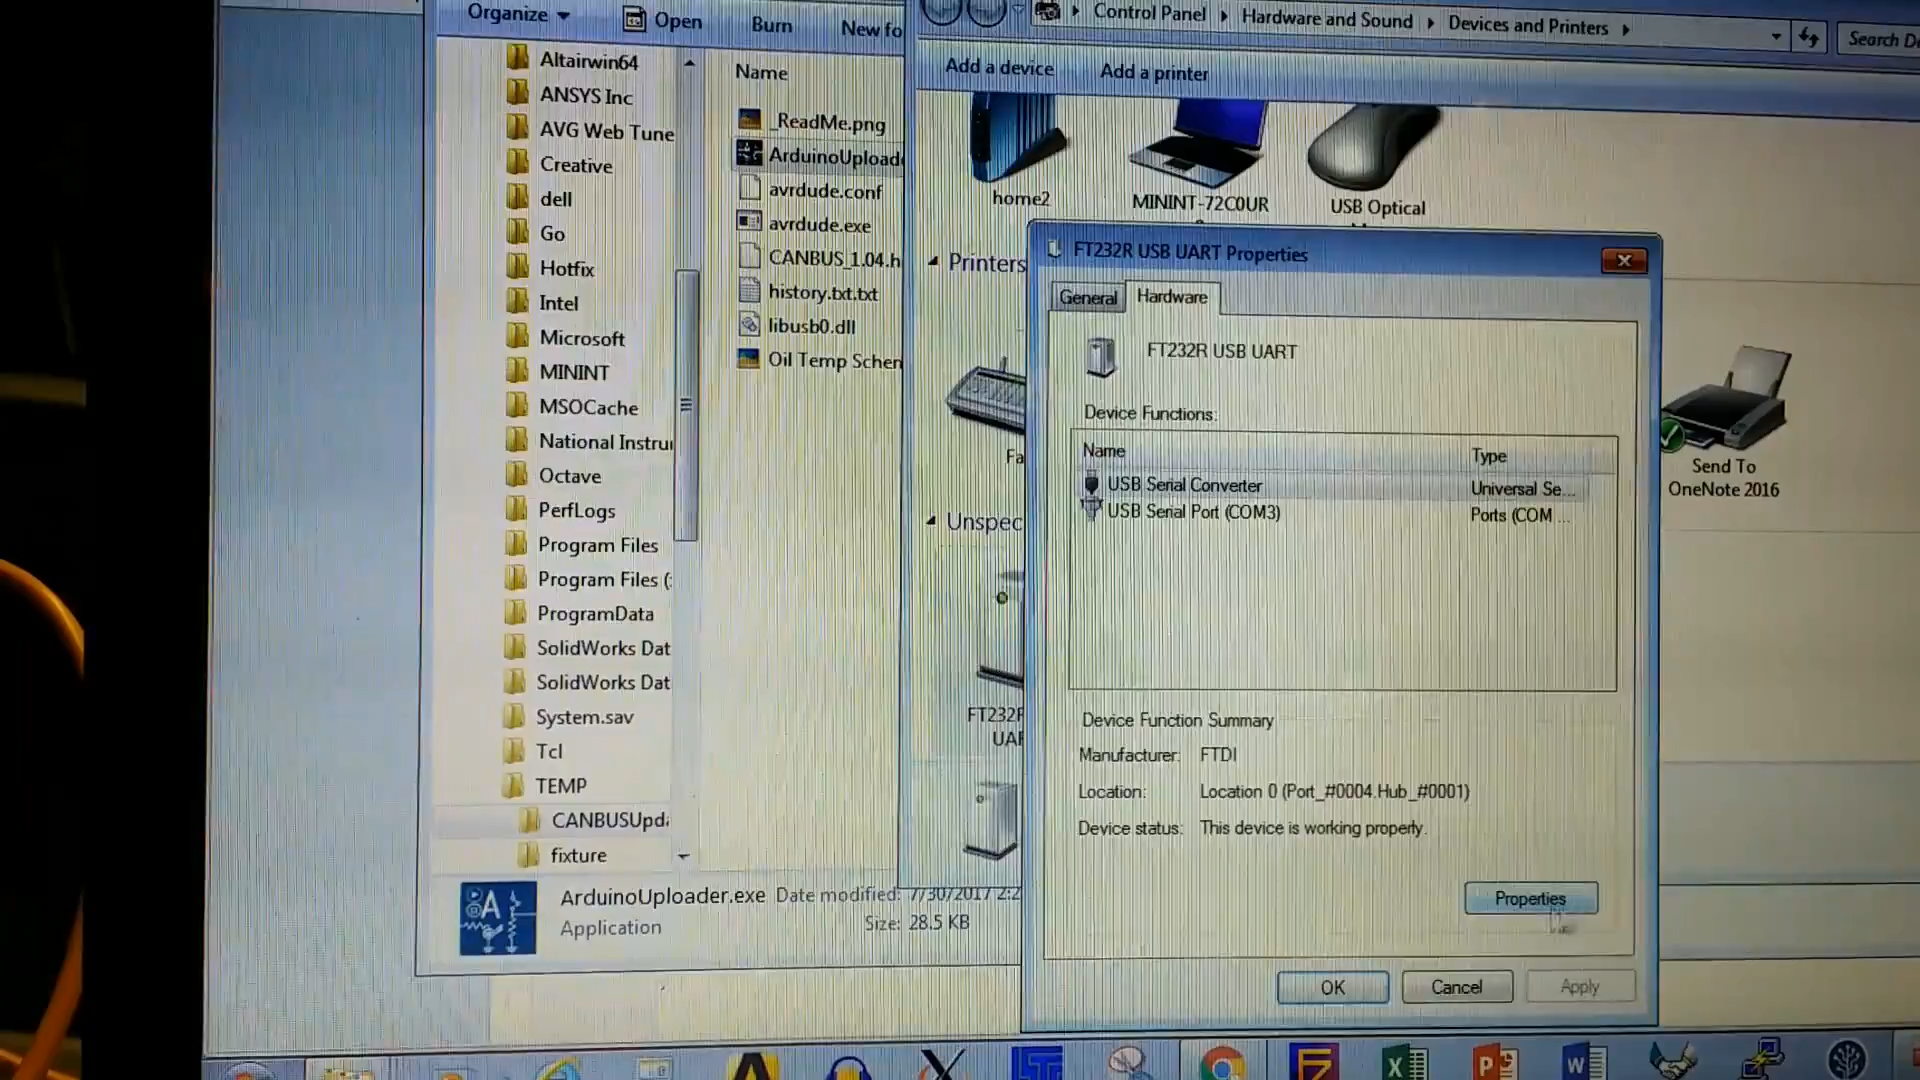 Organize
Open
Burn
New fo
Control Panel
Hardware and Sound
Devices and Printers
Search D
Add a device
Add a printer
Altairwin64
ANSYS Inc
AVG Web Tune
Creative
dell
Go
Hotfix
Intel
Microsoft
MININT
MSOCache
National Instru
Octave
PerfLogs
Program Files
Program Files (
ProgramData
SolidWorks Dat
SolidWorks Dat
System.sav
Tcl
TEMP
CANBUSUpd
fixture
Name
_ReadMe.png
ArduinoUpload
avrdude.conf
avrdude.exe
CANBUS_1.04.h
history.txt.txt
libusb0.dll
Oil Temp Schen
home2
MININT-72C0UR
USB Optical
Printers
Fa
Unspec
FT232R
UAR
Send To
OneNote 2016
FT232R USB UART Properties
General
Hardware
FT232R USB UART
Device Functions:
Name
Type
USB Serial Converter
Universal Se...
USB Serial Port (COM3)
Ports (COM ...
Device Function Summary
Manufacturer: FTDI
Location: Location 0 (Port_#0004.Hub_#0001)
Device status: This device is working properly.
Properties
OK
Cancel
Apply
ArduinoUploader.exe Date modified: 7/30/2017 2:2
Application
Size: 28.5 KB